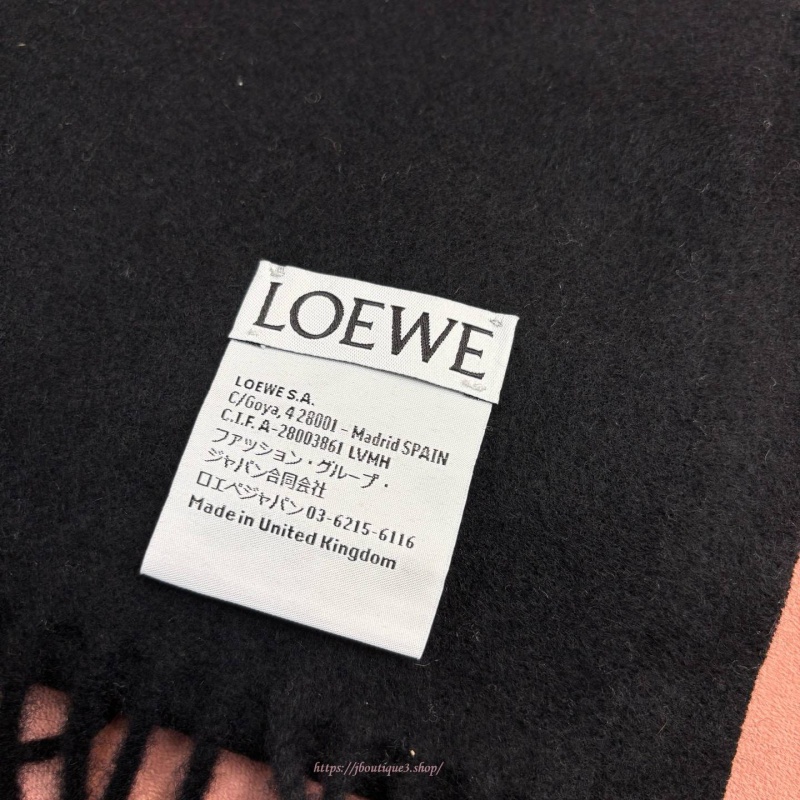 LOEWE
LOEWE S.A.
C/Goya, 4 28001 - Madrid SPAIN
C.I.F. A-28003861 LVMH
ファッション・グループ・
ジャパン合同会社
ロエベジャパン 03-6215-6116
Made in United Kingdom
https://jboutique3.shop/